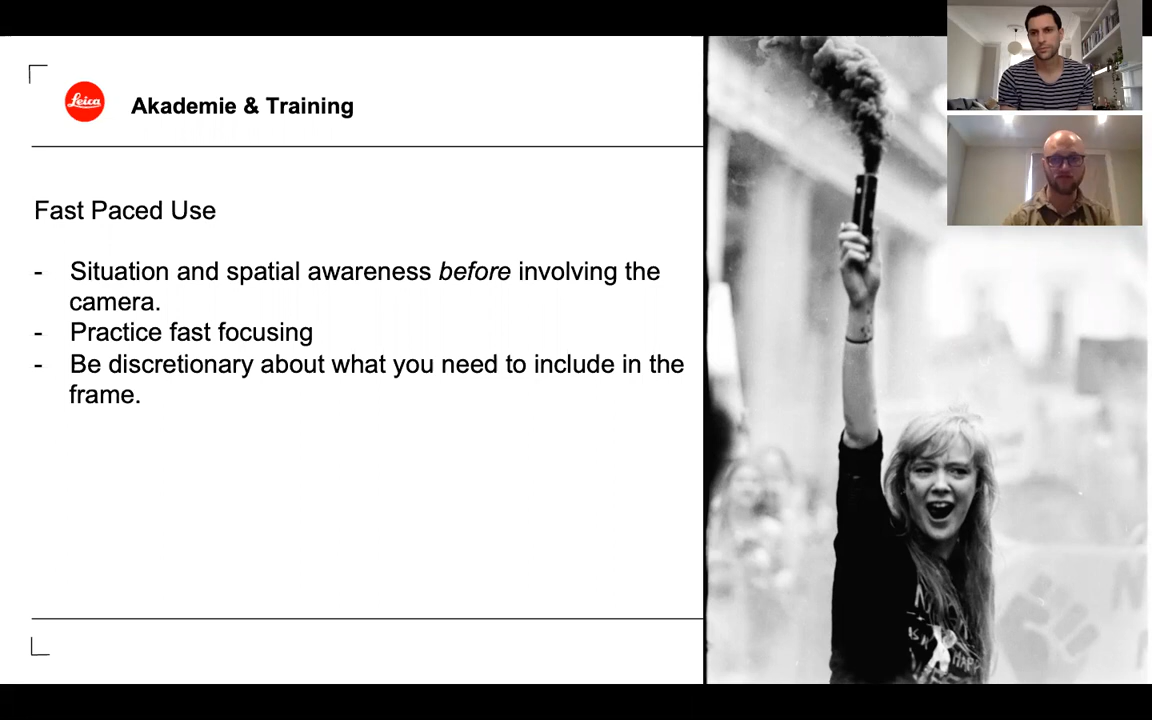 Leica
Akademie & Training
Fast Paced Use
- Situation and spatial awareness before involving the
camera.
- Practice fast focusing
- Be discretionary about what you need to include in the
frame.